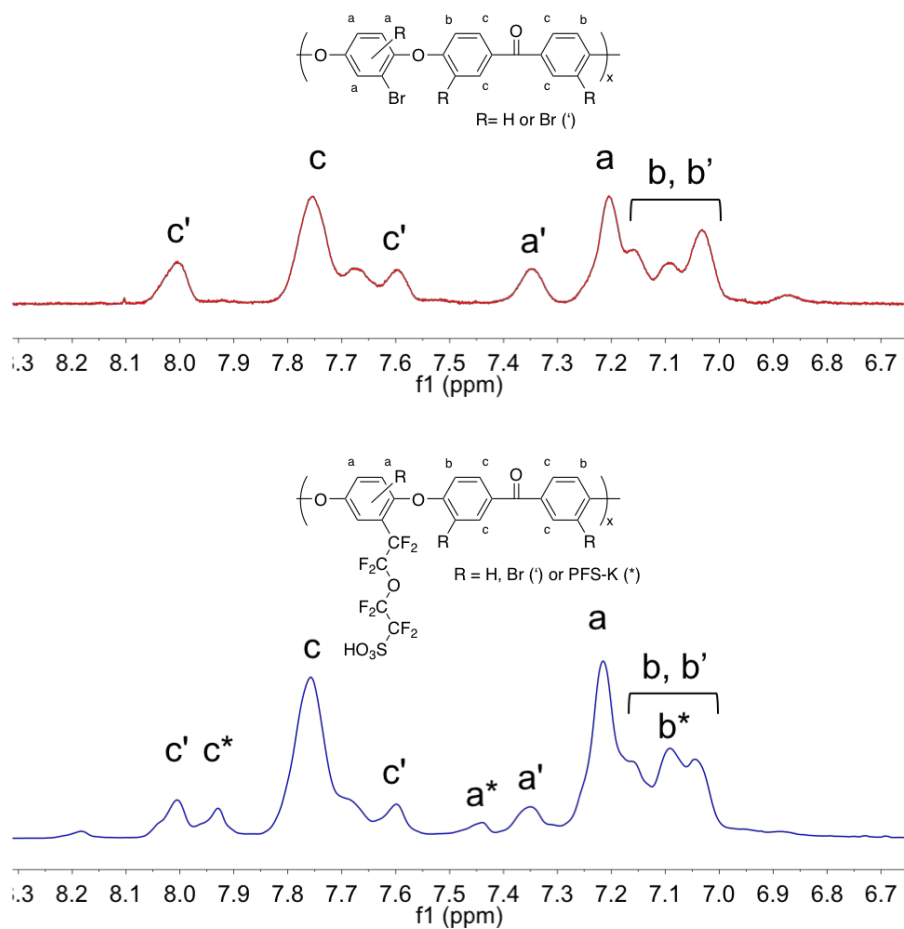 a a b c O c b
R
O O
a Br R c c R x
R= H or Br (‘)
c' c c' a' a b, b’
8.3 8.2 8.1 8.0 7.9 7.8 7.7 7.6 7.5 7.4 7.3 7.2 7.1 7.0 6.9 6.8 6.7
f1 (ppm)
a a b c O c b
R
O O
R c c R x
CF₂
F₂C
O
F₂C CF₂
HO₃S
R = H, Br (‘) or PFS-K (*)
c a b, b’
c' c* c' a* a' b*
8.2 8.1 8.0 7.9 7.8 7.7 7.6 7.5 7.4 7.3 7.2 7.1 7.0 6.9 6.8 6.7
f1 (ppm)